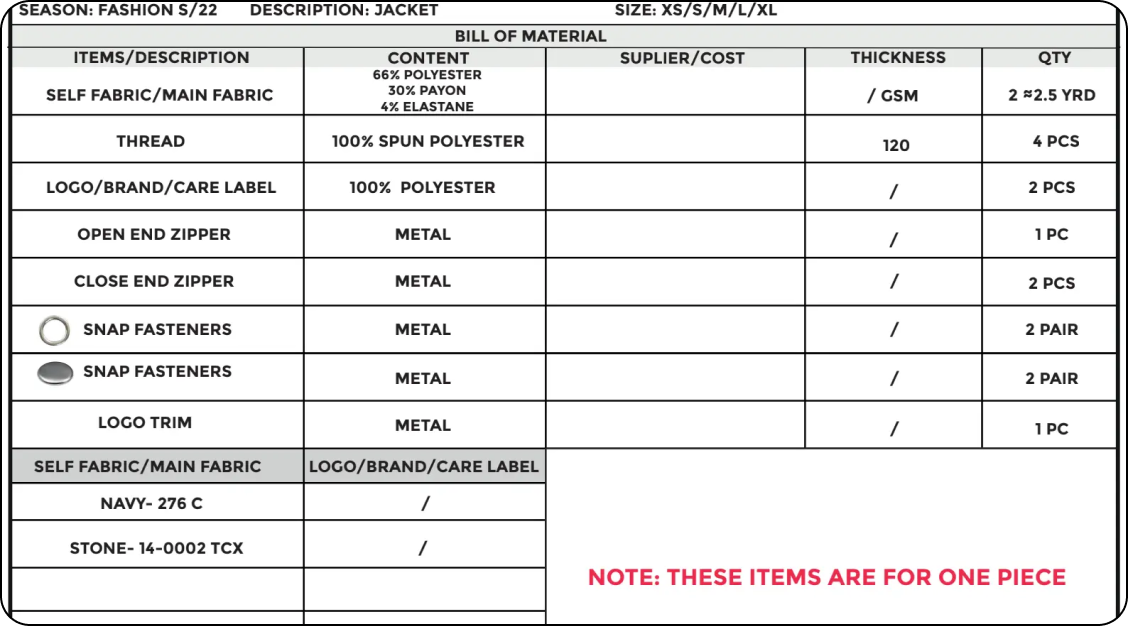 SEASON: FASHION S/22 DESCRIPTION: JACKET SIZE: XS/S/M/L/XL
BILL OF MATERIAL
ITEMS/DESCRIPTION CONTENT SUPLIER/COST THICKNESS QTY
SELF FABRIC/MAIN FABRIC 66% POLYESTER
30% PAYON
4% ELASTANE / GSM 2 ≈2.5 YRD
THREAD 100% SPUN POLYESTER 120 4 PCS
LOGO/BRAND/CARE LABEL 100% POLYESTER / 2 PCS
OPEN END ZIPPER METAL / 1 PC
CLOSE END ZIPPER METAL / 2 PCS
SNAP FASTENERS METAL / 2 PAIR
SNAP FASTENERS METAL / 2 PAIR
LOGO TRIM METAL / 1 PC
SELF FABRIC/MAIN FABRIC LOGO/BRAND/CARE LABEL
NAVY- 276 C /
STONE- 14-0002 TCX /
NOTE: THESE ITEMS ARE FOR ONE PIECE